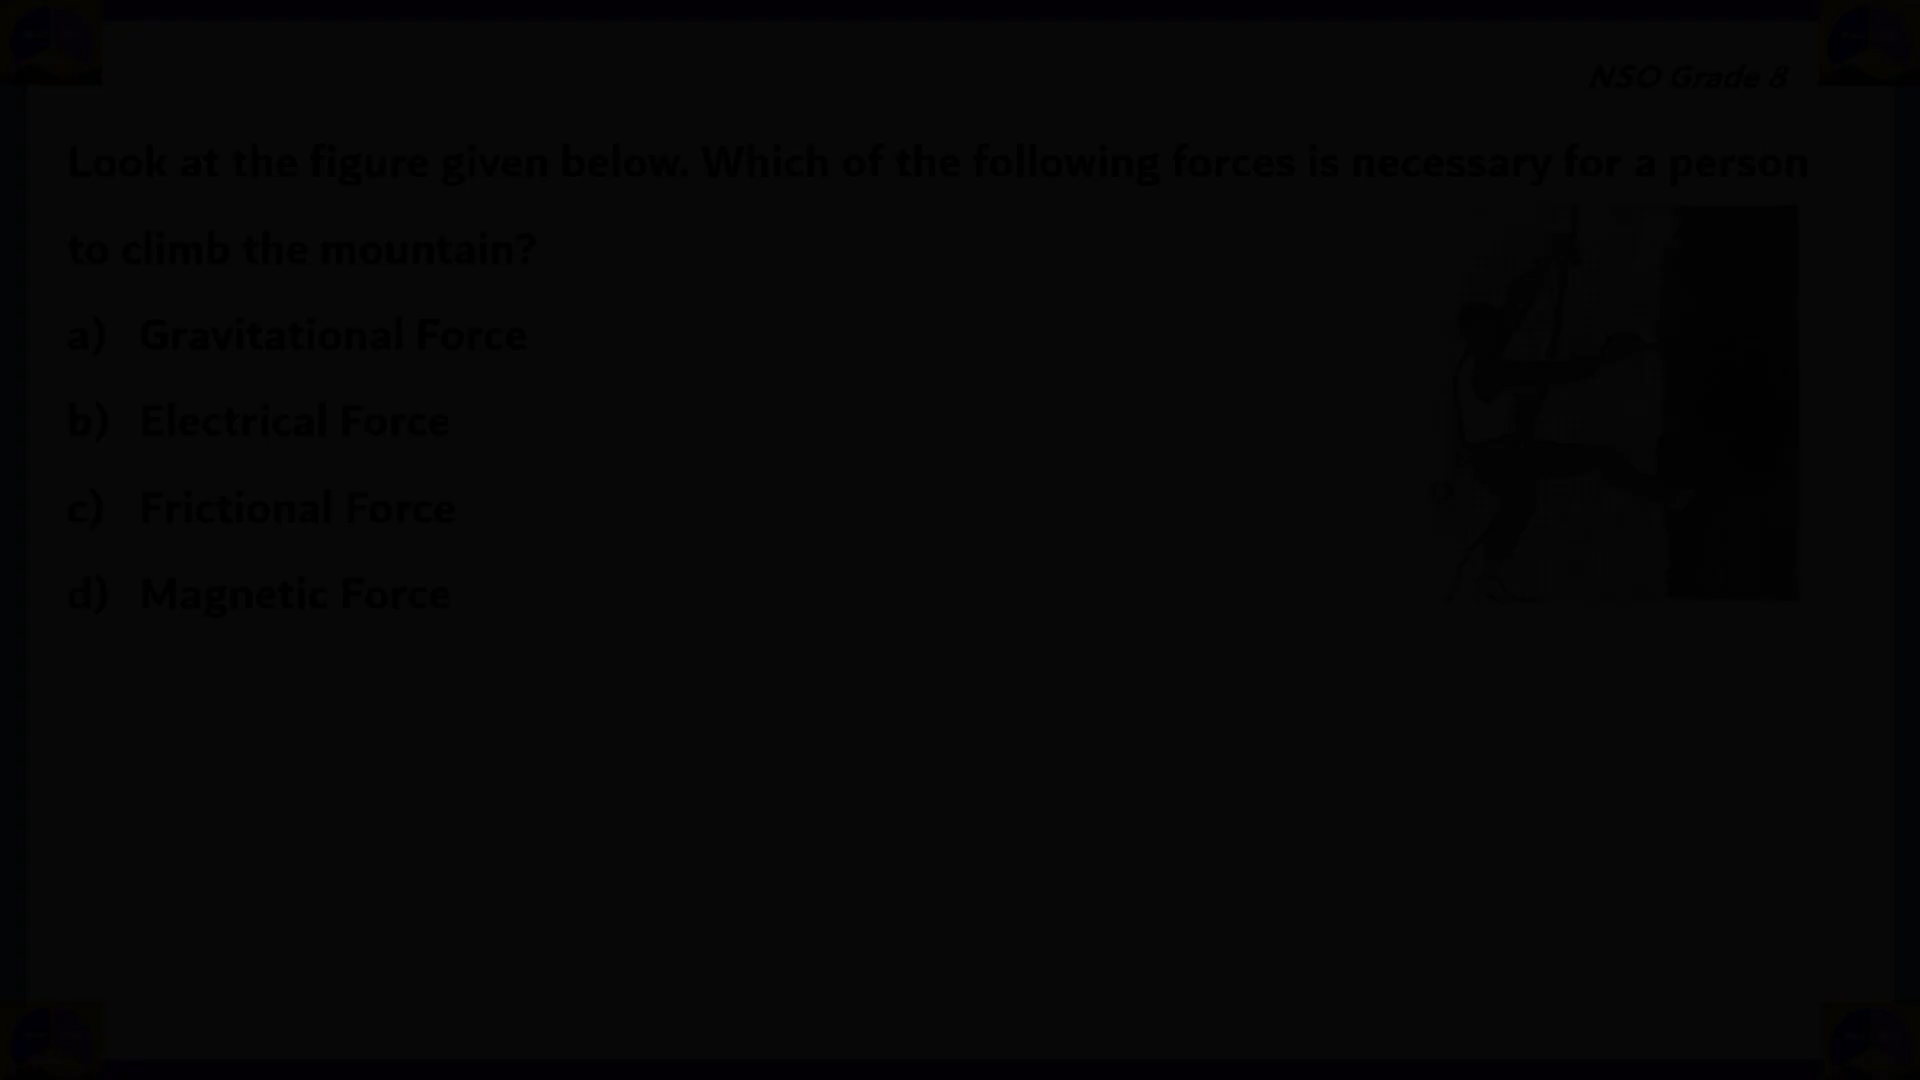 NSO Grade 8
Look at the figure given below. Which of the following forces is necessary for a person
to climb the mountain?
a) Gravitational Force
b) Electrical Force
c) Frictional Force
d) Magnetic Force